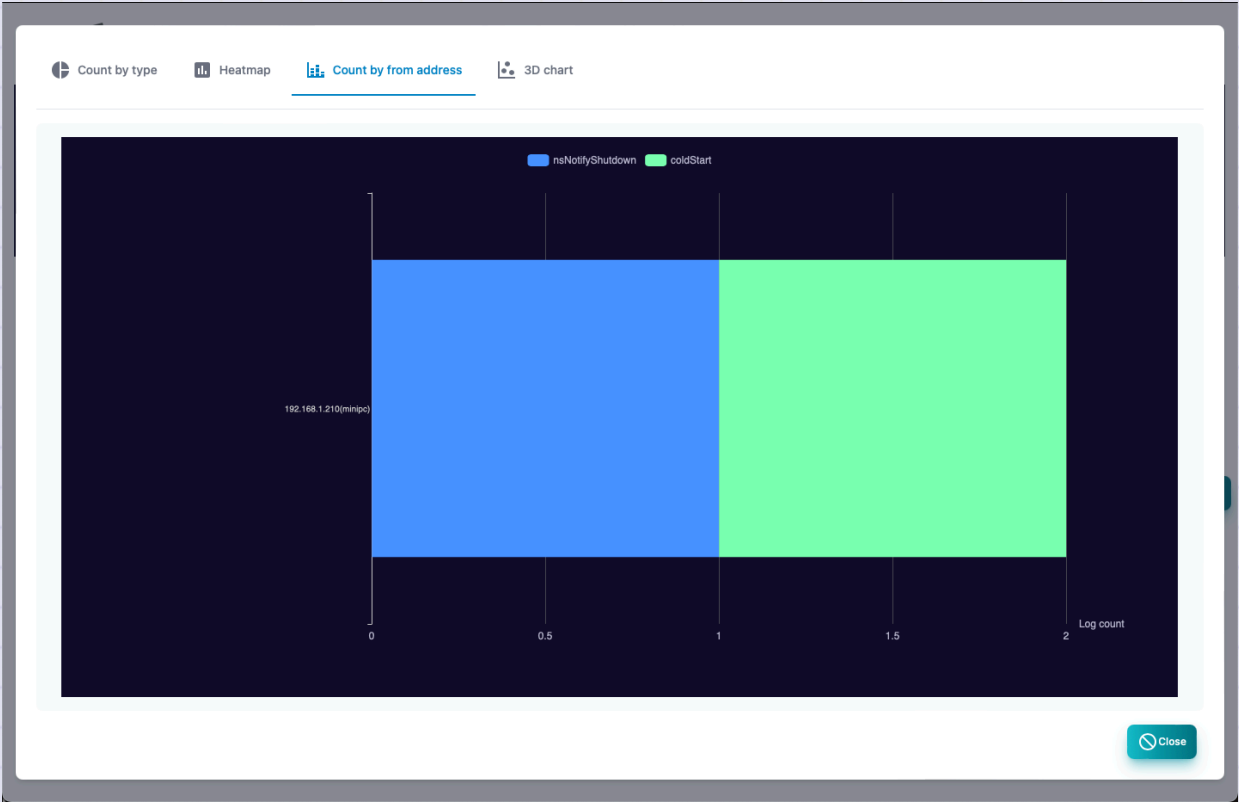 Count by type Heatmap Count by from address 3D chart
nsNotifyShutdown coldStart
192.168.1.210(minipc)
Log count
0 0.5 1 1.5 2
Close